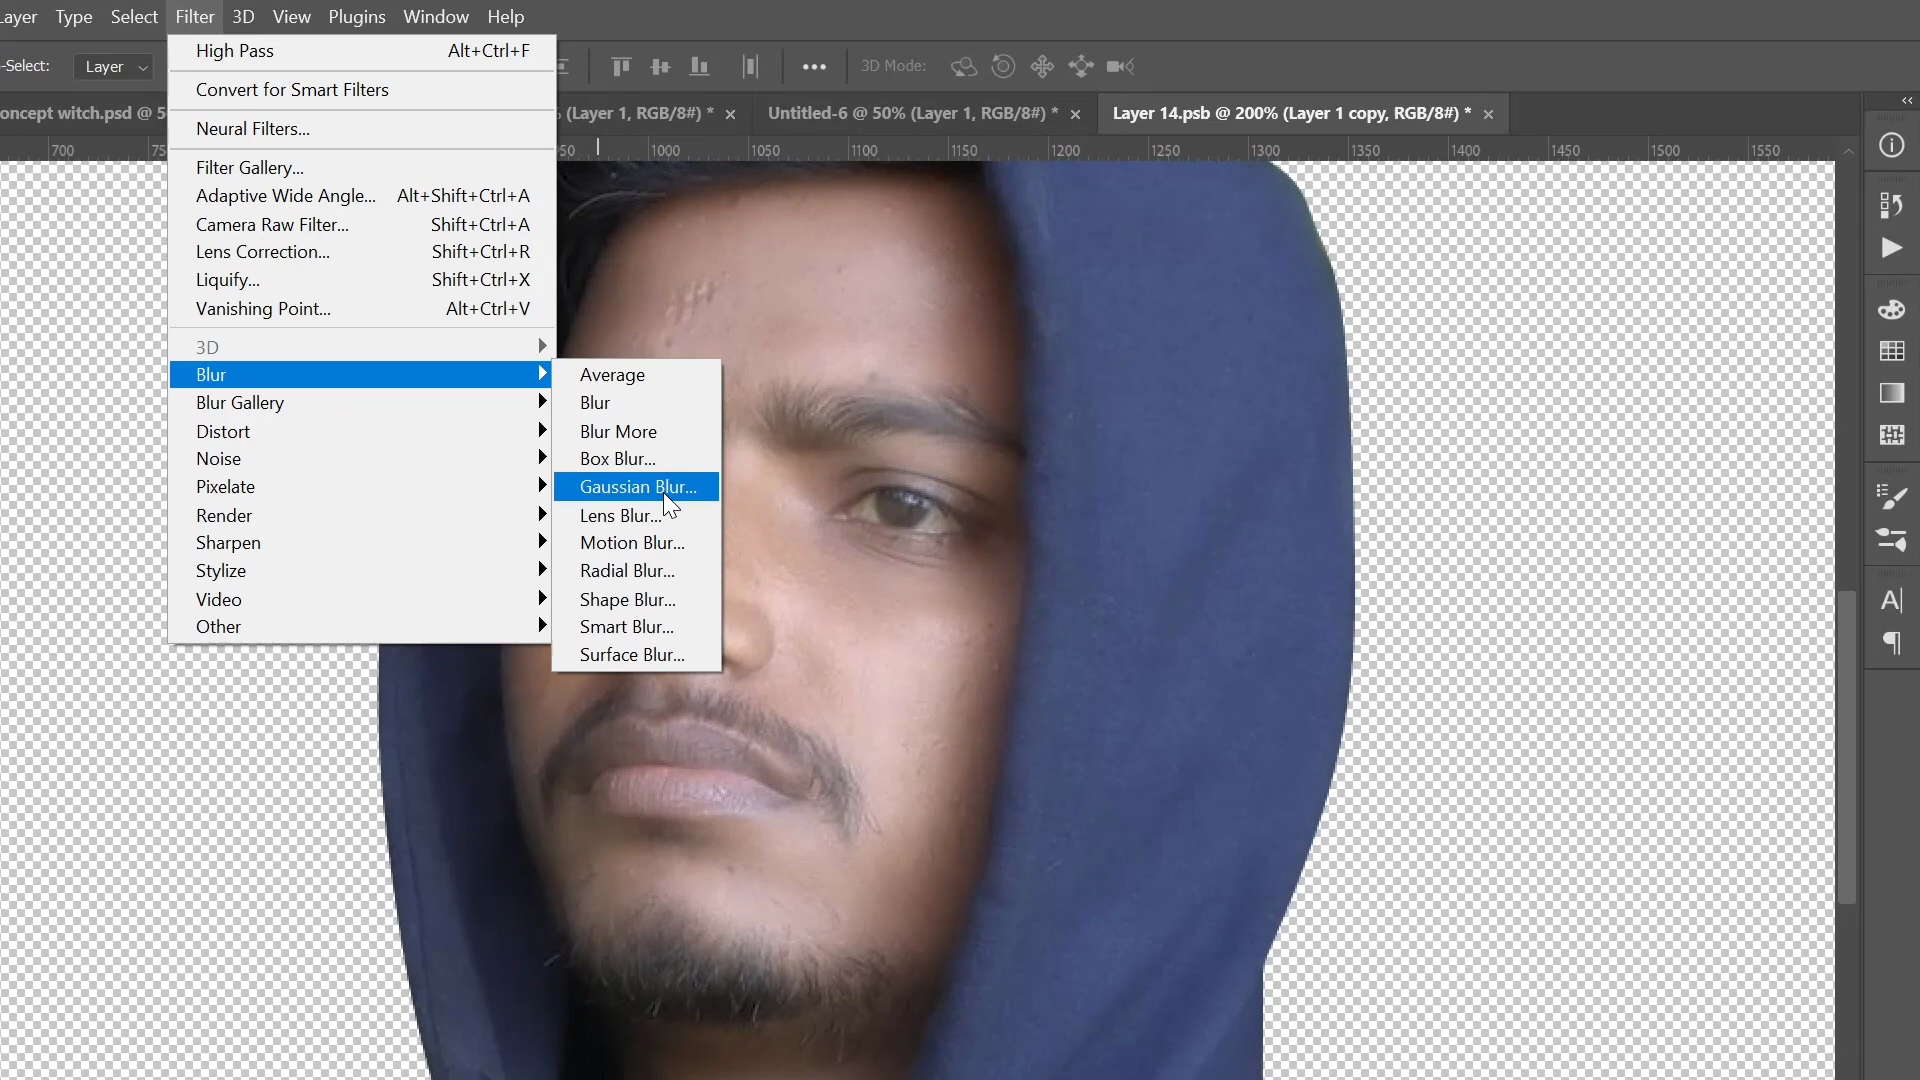 Layer Type Select Filter 3D View Plugins Window Help
-Select: Layer 3D Mode:
oncept witch.psd @ 5 (Layer 1, RGB/8#) * × Untitled-6 @ 50% (Layer 1, RGB/8#) * × Layer 14.psb @ 200% (Layer 1 copy, RGB/8#) * ×
700 75 50 1000 1050 1100 1150 1200 1250 1300 1350 1400 1450 1500 1550
High Pass Alt+Ctrl+F
Convert for Smart Filters
Neural Filters...
Filter Gallery...
Adaptive Wide Angle... Alt+Shift+Ctrl+A
Camera Raw Filter... Shift+Ctrl+A
Lens Correction... Shift+Ctrl+R
Liquify... Shift+Ctrl+X
Vanishing Point... Alt+Ctrl+V
3D
Blur
Blur Gallery
Distort
Noise
Pixelate
Render
Sharpen
Stylize
Video
Other
Average
Blur
Blur More
Box Blur...
Gaussian Blur...
Lens Blur...
Motion Blur...
Radial Blur...
Shape Blur...
Smart Blur...
Surface Blur...